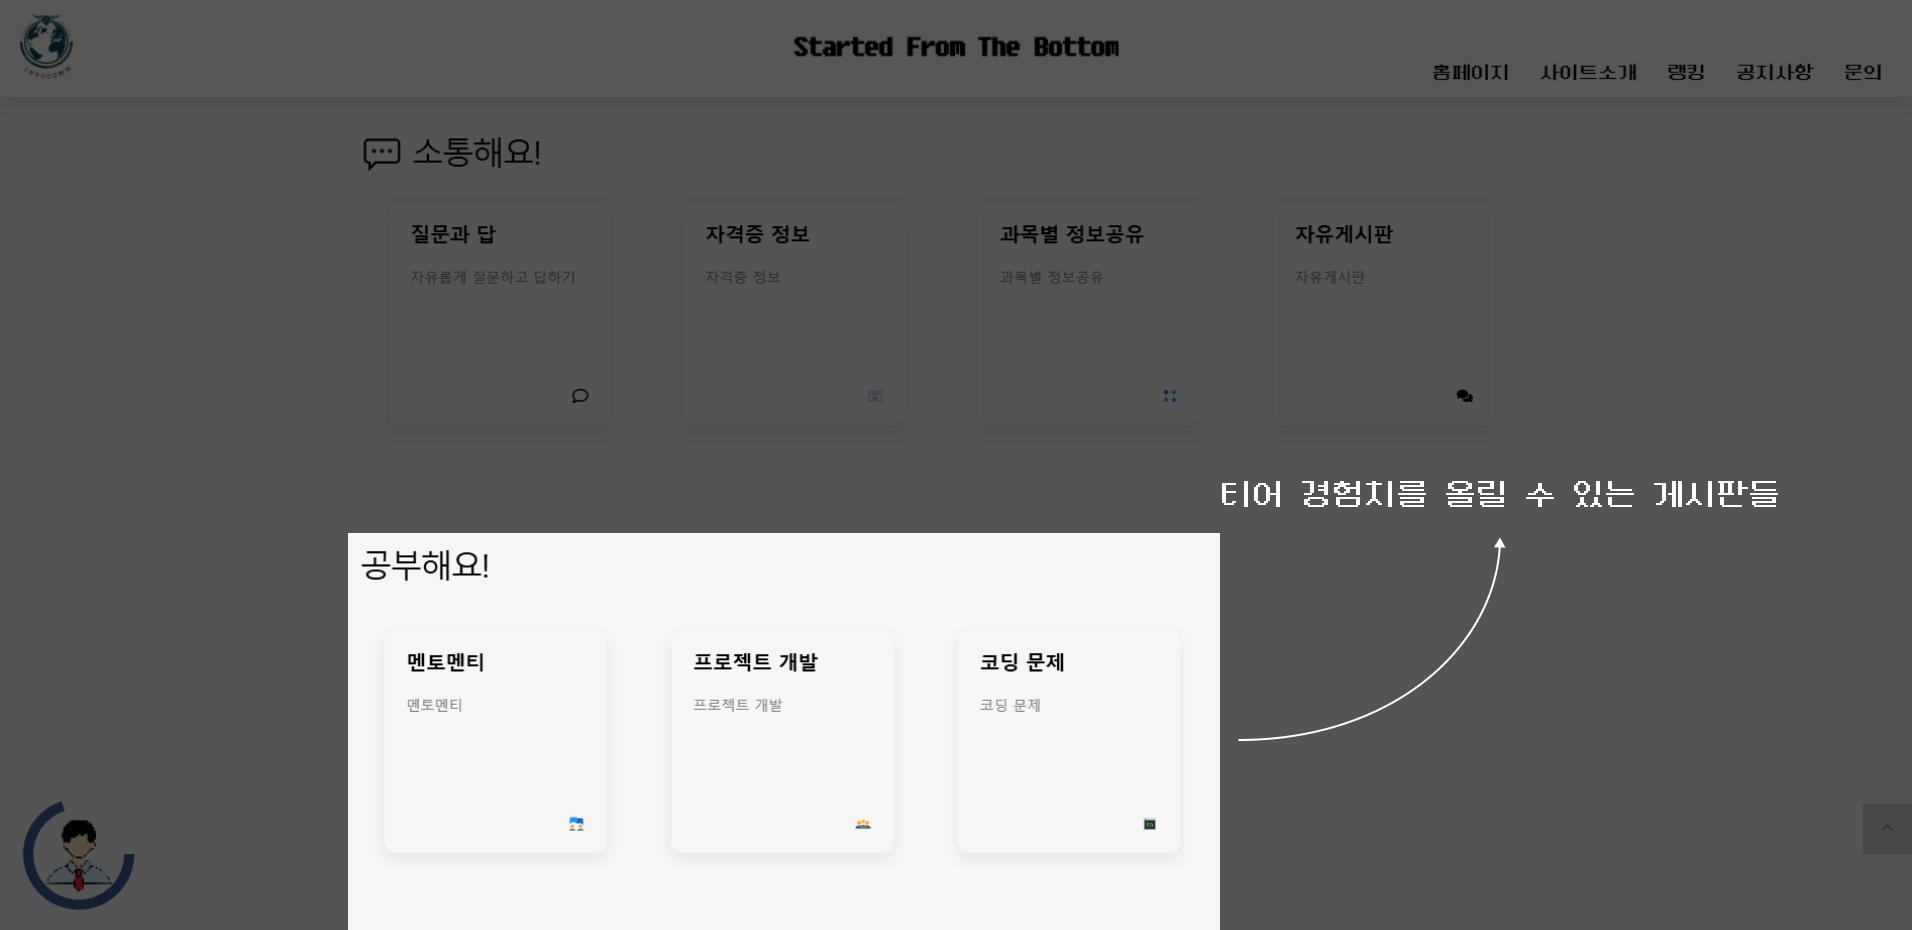 INVOCOMM
Started From The Bottom
홈페이지 사이트소개 랭킹 공지사항 문의
소통해요!
질문과 답
자유롭게 질문하고 답하기
자격증 정보
자격증 정보
과목별 정보공유
과목별 정보공유
자유게시판
자유게시판
티어 경험치를 올릴 수 있는 게시판들
공부해요!
멘토멘티
멘토멘티
프로젝트 개발
프로젝트 개발
코딩 문제
코딩 문제